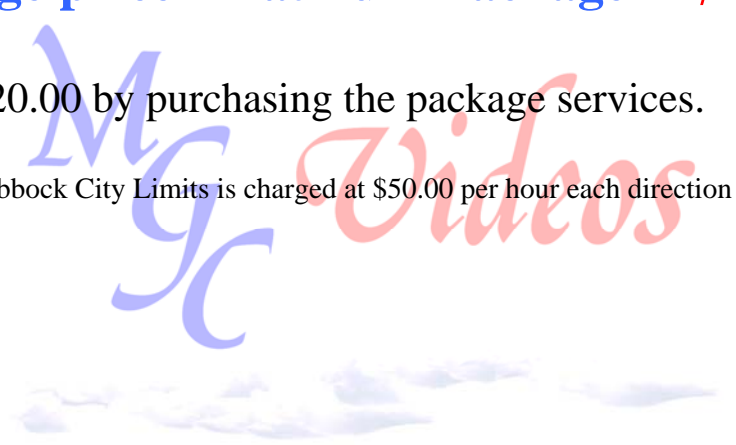 20.00 by purchasing the package services.
bbock City Limits is charged at $50.00 per hour each direction
MGC Videos